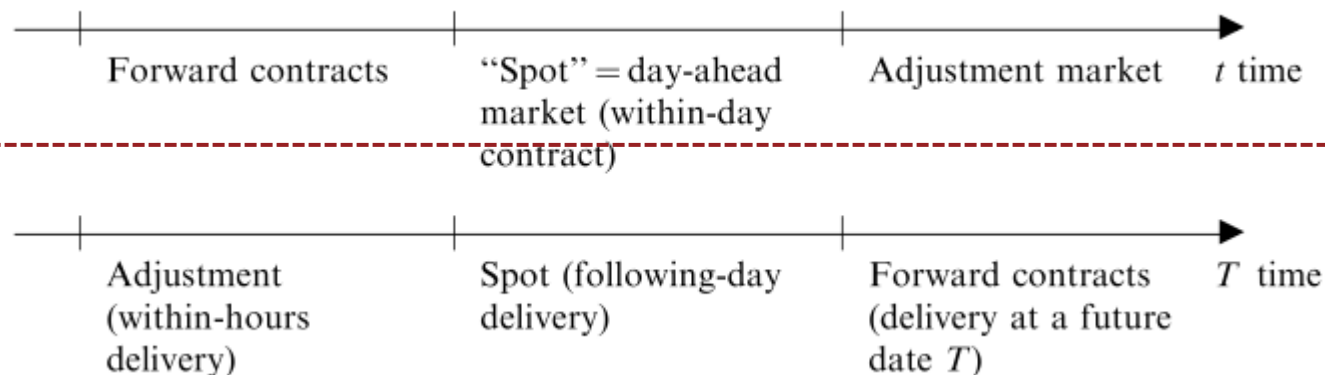 Forward contracts
“Spot” = day-ahead market (within-day contract)
Adjustment market
t time
Adjustment (within-hours delivery)
Spot (following-day delivery)
Forward contracts (delivery at a future date T)
T time